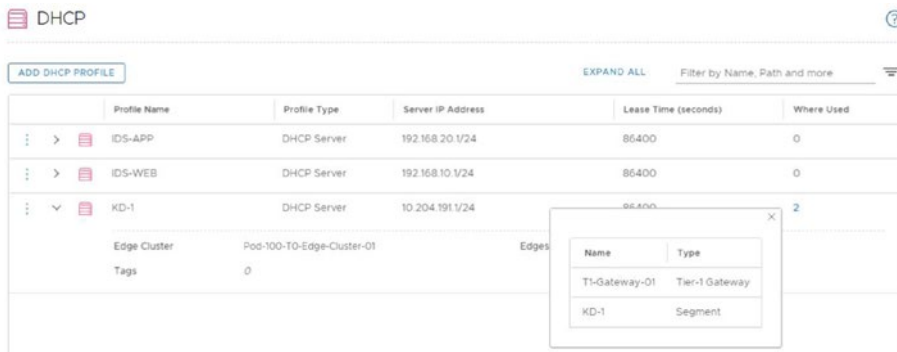 DHCP
ADD DHCP PROFILE
EXPAND ALL Filter by Name, Path and more
Profile Name Profile Type Server IP Address Lease Time (seconds) Where Used
IDS-APP DHCP Server 192.168.20.1/24 86400 0
IDS-WEB DHCP Server 192.168.10.1/24 86400 0
KD-1 DHCP Server 10.204.191.1/24 86400 2
Edge Cluster Pod-100-T0-Edge-Cluster-01 Edges
Tags 0
Name Type
T1-Gateway-01 Tier-1 Gateway
KD-1 Segment